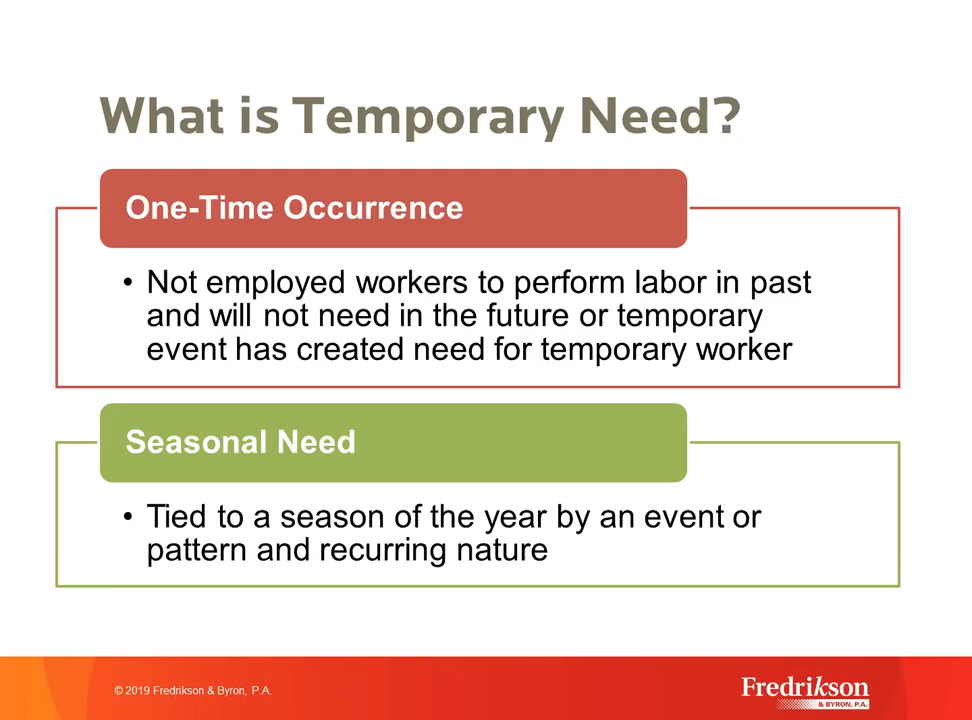 What is Temporary Need?
One-Time Occurrence
• Not employed workers to perform labor in past
and will not need in the future or temporary
event has created need for temporary worker
Seasonal Need
• Tied to a season of the year by an event or
pattern and recurring nature
© 2019 Fredrikson & Byron, P.A.
Fredrikson
& BYRON, P.A.